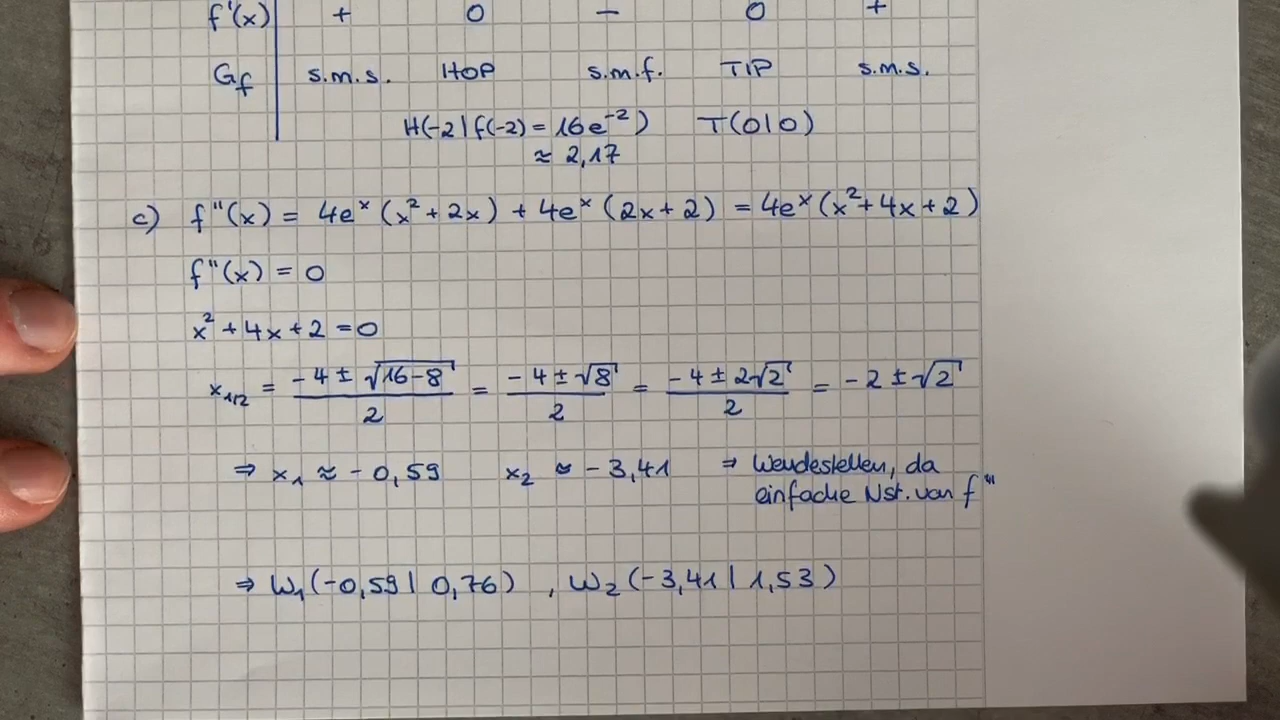 f'(x) + 0 − 0 +
Gf s.m.s. HOP s.m.f. TIP s.m.s.
H(-2|f(-2) = 16e⁻²) T(0|0)
≈ 2,17
c) f''(x) = 4eˣ (x² + 2x) + 4eˣ (2x + 2) = 4eˣ (x² + 4x + 2)
f''(x) = 0
x² + 4x + 2 = 0
x₁/₂ = (-4 ± √(16-8))/2 = (-4 ± √8)/2 = (-4 ± 2√2)/2 = -2 ± √2
⇒ x₁ ≈ -0,59 x₂ ≈ -3,41 ⇒ Wendestellen, da
einfache Nst. von f''
⇒ W₁(-0,59 | 0,76) , W₂(-3,41 | 1,53)